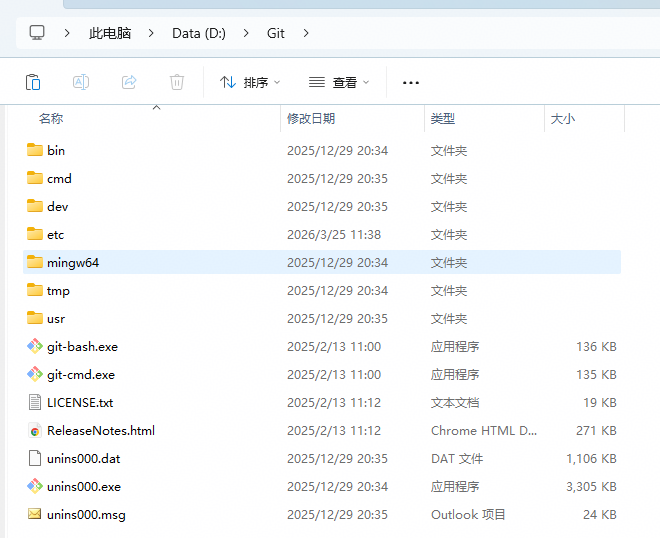 此电脑 > Data (D:) > Git >
排序 查看 ...
名称 修改日期 类型 大小
bin 2025/12/29 20:34 文件夹
cmd 2025/12/29 20:35 文件夹
dev 2025/12/29 20:35 文件夹
etc 2026/3/25 11:38 文件夹
mingw64 2025/12/29 20:34 文件夹
tmp 2025/12/29 20:34 文件夹
usr 2025/12/29 20:35 文件夹
git-bash.exe 2025/2/13 11:00 应用程序 136 KB
git-cmd.exe 2025/2/13 11:00 应用程序 135 KB
LICENSE.txt 2025/2/13 11:12 文本文档 19 KB
ReleaseNotes.html 2025/2/13 11:12 Chrome HTML D... 271 KB
unins000.dat 2025/12/29 20:35 DAT 文件 1,106 KB
unins000.exe 2025/12/29 20:34 应用程序 3,305 KB
unins000.msg 2025/12/29 20:35 Outlook 项目 24 KB